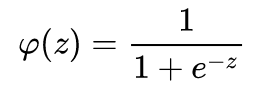 φ(z) = 1 / (1 + e^{-z})